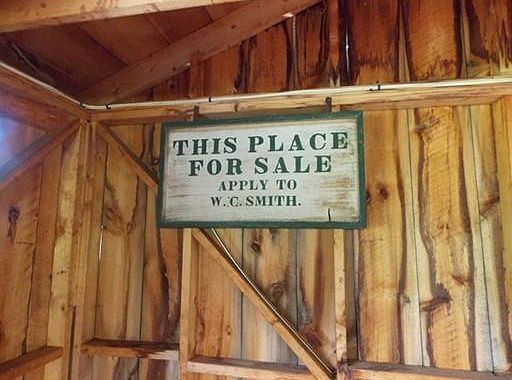 THIS PLACE
FOR SALE
APPLY TO
W.C. SMITH.